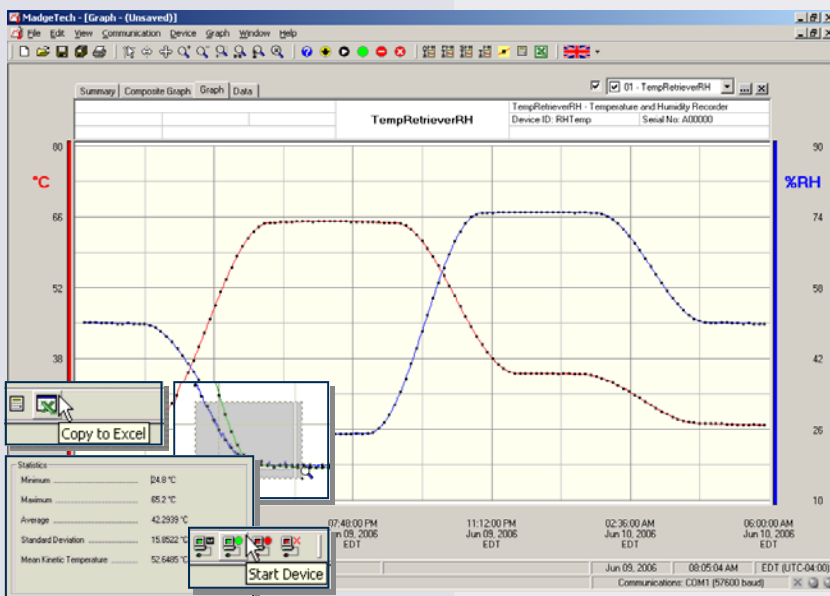 MadgeTech - [Graph - (Unsaved)]
File Edit View Communication Device Graph Window Help
Summary Composite Graph Graph Data
01 - TempRetrieverRH
TempRetrieverRH
TempRetrieverRH - Temperature and Humidity Recorder
Device ID: RHTemp Serial No: A00000
80 90
°C %RH
66 74
52 58
38 42
26
10
Copy to Excel
Statistics
Minimum 24.8 °C
Maximum 65.2 °C
Average 42.2939 °C
Standard Deviation 15.8522 °C
Mean Kinetic Temperature 52.6485 °C
Start Device
07:48:00 PM 11:12:00 PM 02:36:00 AM 06:00:00 AM
Jun 09, 2006 Jun 10, 2006 Jun 10, 2006
EDT EDT EDT EDT
Jun 09, 2006 08:05:04 AM EDT (UTC-04:00)
Communications: COM1 (57600 baud)